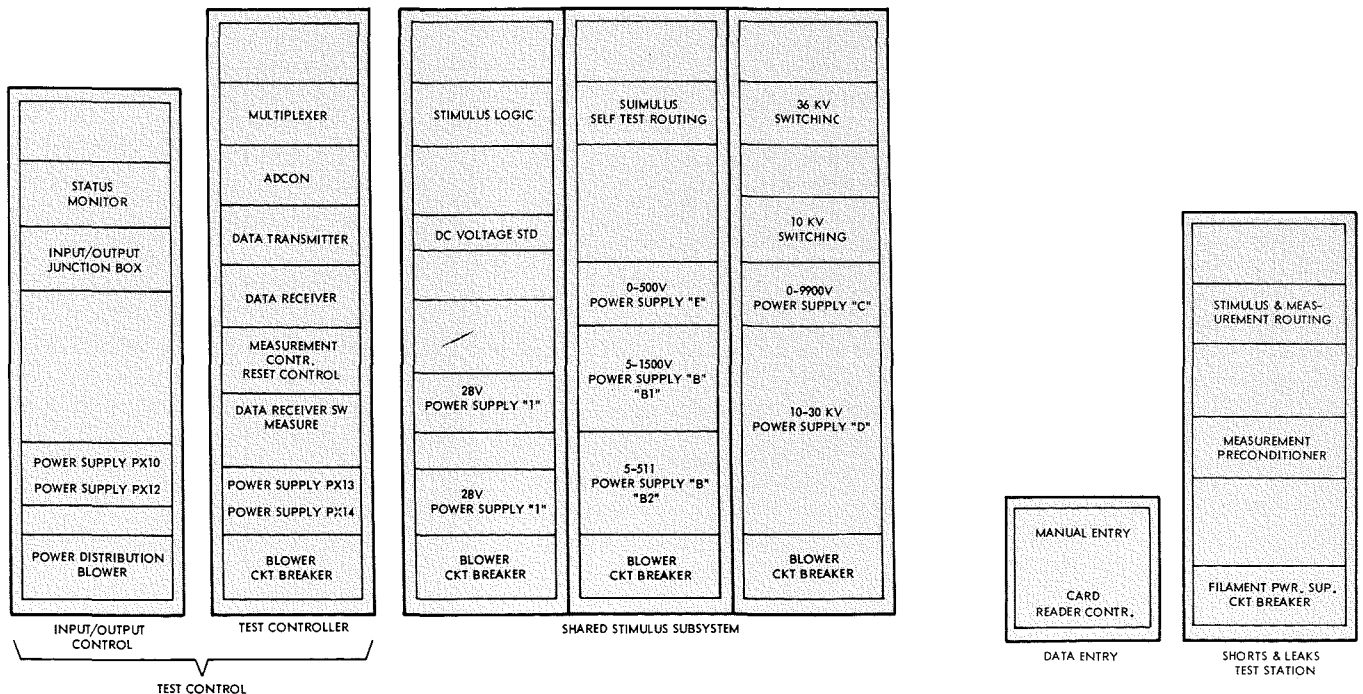 STATUS
MONITOR
INPUT/OUTPUT
JUNCTION BOX
POWER SUPPLY PX10
POWER SUPPLY PX12
POWER DISTRIBUTION
BLOWER
INPUT/OUTPUT
CONTROL
MULTIPLEXER
ADCON
DATA TRANSMITTER
DATA RECEIVER
MEASUREMENT
CONTR.
RESET CONTROL
DATA RECEIVER SW
MEASURE
POWER SUPPLY PX13
POWER SUPPLY PX14
BLOWER
CKT BREAKER
TEST CONTROLLER
TEST CONTROL
STIMULUS LOGIC
DC VOLTAGE STD
28V
POWER SUPPLY "1"
28V
POWER SUPPLY "1"
BLOWER
CKT BREAKER
SUIMULUS
SELF TEST ROUTING
0-500V
POWER SUPPLY "E"
5-1500V
POWER SUPPLY "B"
"B1"
5-511
POWER SUPPLY "B"
"B2"
BLOWER
CKT BREAKER
36 KV
SWITCHINC
10 KV
SWITCHING
0-9900V
POWER SUPPLY "C"
10-30 KV
POWER SUPPLY "D"
BLOWER
CKT BREAKER
SHARED STIMULUS SUBSYSTEM
MANUAL ENTRY
CARD
READER CONTR.
DATA ENTRY
STIMULUS & MEAS-
UREMENT ROUTING
MEASUREMENT
PRECONDITIONER
FILAMENT PWR. SUP.
CKT BREAKER
SHORTS & LEAKS
TEST STATION